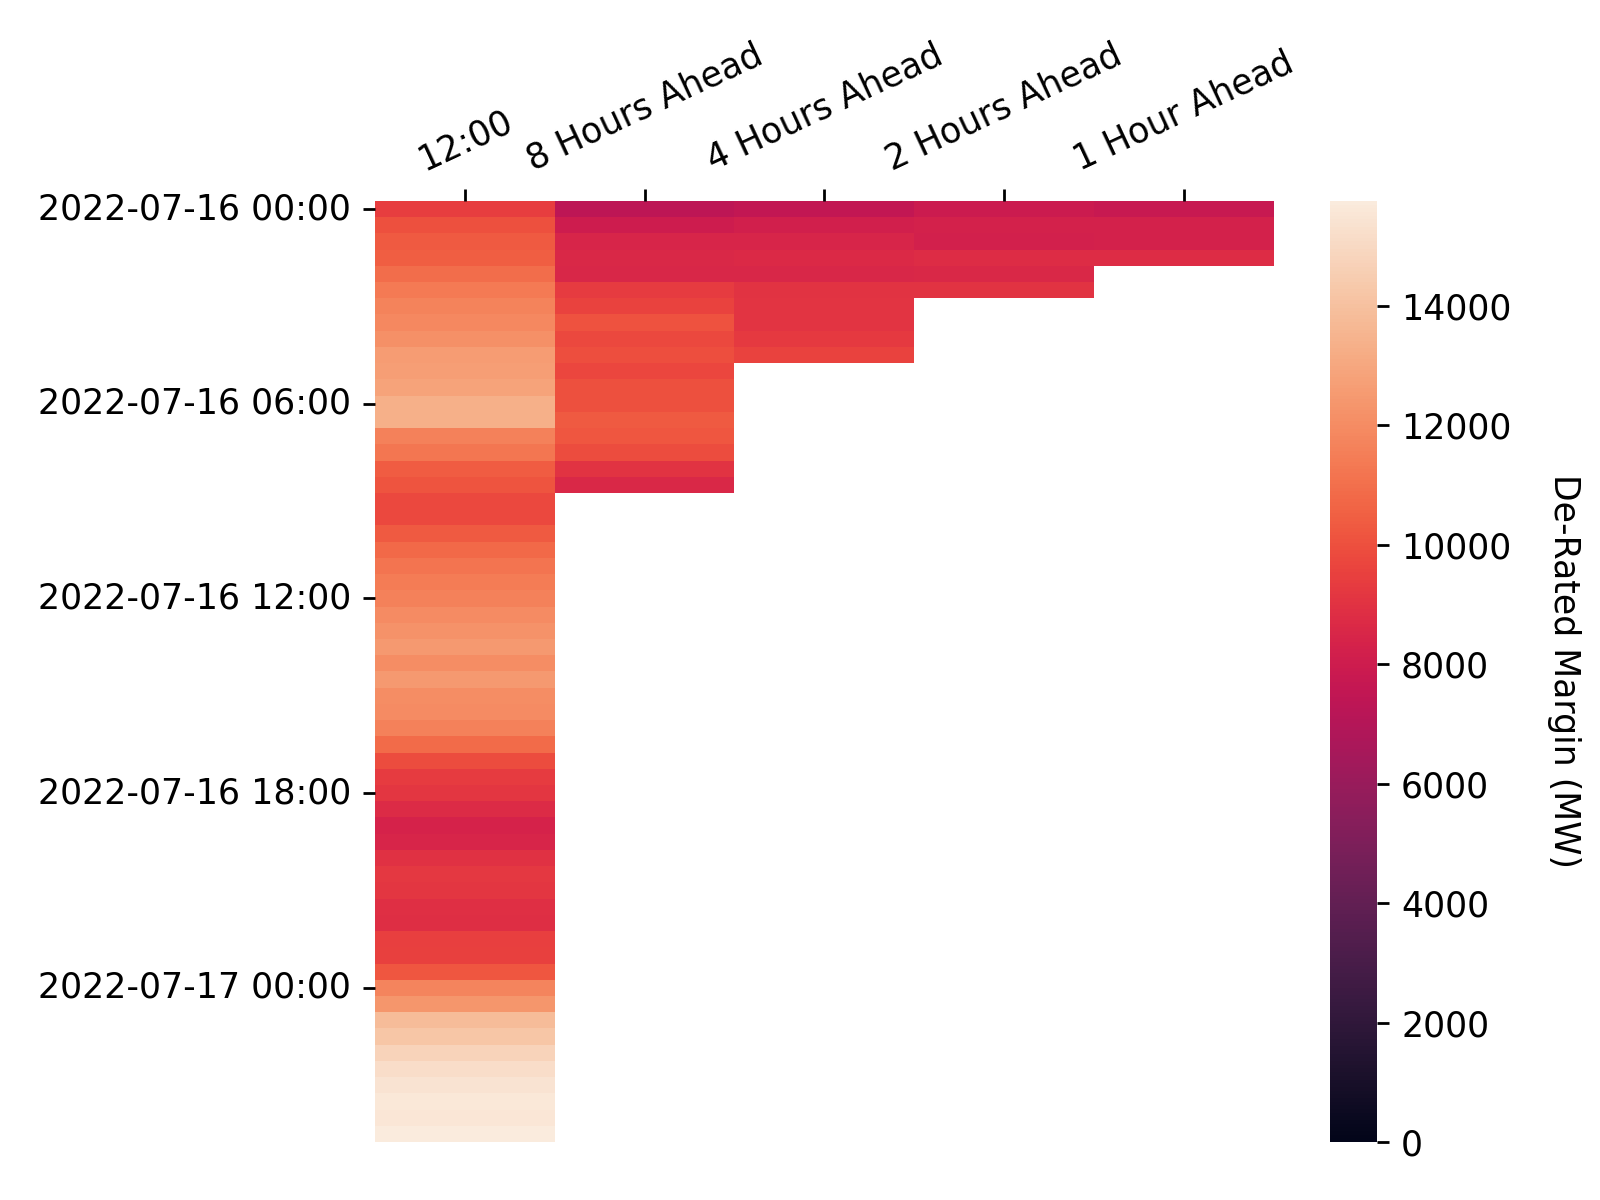 12:00
8 Hours Ahead
4 Hours Ahead
2 Hours Ahead
1 Hour Ahead
2022-07-16 00:00
2022-07-16 06:00
2022-07-16 12:00
2022-07-16 18:00
2022-07-17 00:00
14000
12000
10000
8000
6000
4000
2000
0
De-Rated Margin (MW)